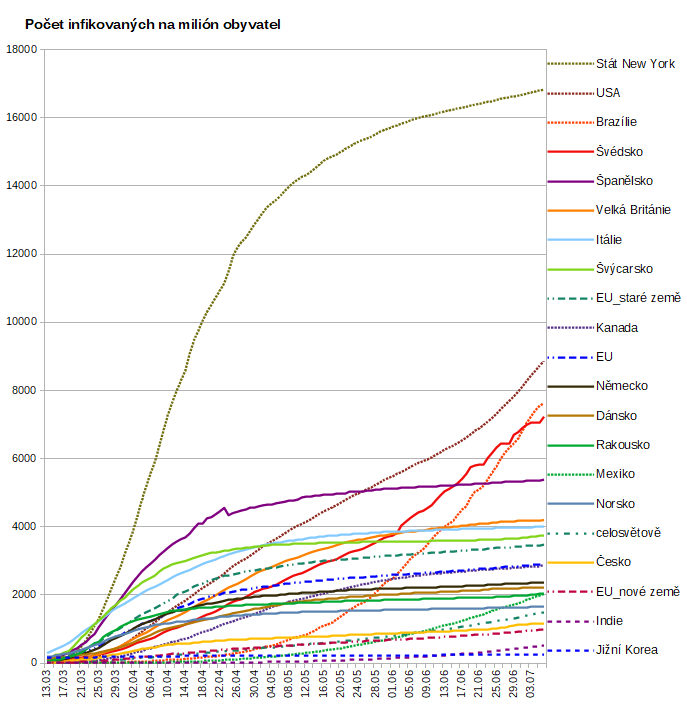 Počet infikovaných na milión obyvatel
18000
16000
14000
12000
10000
8000
6000
4000
2000
0
Stát New York
USA
Brazílie
Švédsko
Španělsko
Velká Británie
Itálie
Švýcarsko
EU_staré země
Kanada
EU
Německo
Dánsko
Rakousko
Mexiko
Norsko
celosvětově
Česko
EU_nové země
Indie
Jižní Korea
13.03
17.03
21.03
25.03
29.03
02.04
06.04
10.04
14.04
18.04
22.04
26.04
30.04
04.05
08.05
12.05
16.05
20.05
24.05
28.05
01.06
05.06
09.06
13.06
17.06
21.06
25.06
29.06
03.07